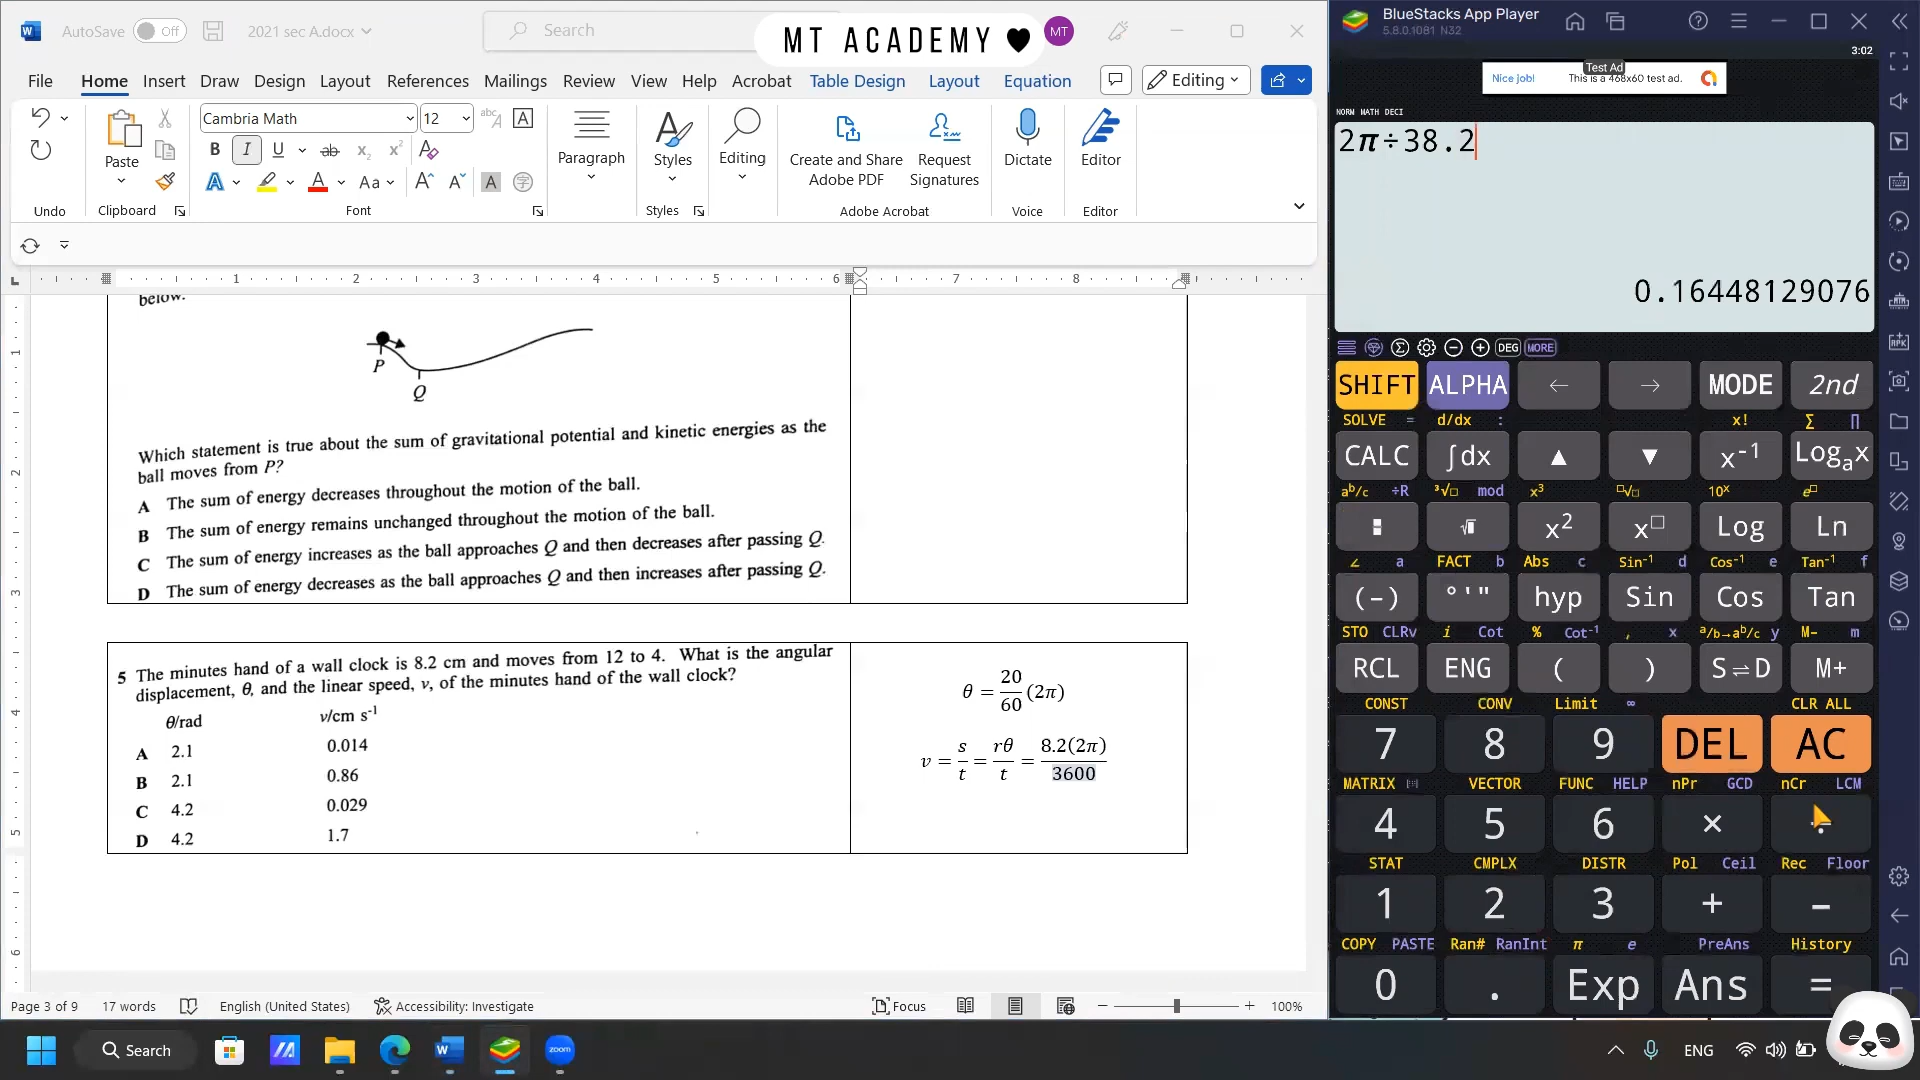 AutoSave Off 2021 sec A.docx Search MT ACADEMY MT
File Home Insert Draw Design Layout References Mailings Review View Help Acrobat Table Design Layout Equation Editing
Cambria Math 12
Paste Paragraph Styles Editing Create and Share Adobe PDF Request Signatures Dictate Editor
Undo Clipboard Font Styles Adobe Acrobat Voice Editor
1 2 3 4 5 6 7 8
below.
P
Q
Which statement is true about the sum of gravitational potential and kinetic energies as the
ball moves from P?
A The sum of energy decreases throughout the motion of the ball.
B The sum of energy remains unchanged throughout the motion of the ball.
C The sum of energy increases as the ball approaches Q and then decreases after passing Q.
D The sum of energy decreases as the ball approaches Q and then increases after passing Q.
5 The minutes hand of a wall clock is 8.2 cm and moves from 12 to 4. What is the angular
displacement, θ, and the linear speed, v, of the minutes hand of the wall clock?
θ/rad v/cm s⁻¹
A 2.1 0.014
B 2.1 0.86
C 4.2 0.029
D 4.2 1.7
θ = 20/60 (2π)
v = s/t = rθ/t = 8.2(2π)/3600
Page 3 of 9 17 words English (United States) Accessibility: Investigate Focus 100%
Search zoom ENG
BlueStacks App Player
5.8.0.1081 N32
3:02
Nice job! Test Ad This is a 468x60 test ad.
NORM MATH DECI
2π÷38.2
0.16448129076
DEG MORE
SHIFT ALPHA ← → MODE 2nd
SOLVE = d/dx : x! Σ ∏
CALC ∫dx ▲ ▼ x⁻¹ Logₐx
aᵇ/c ÷R ³√□ mod x³ □√□ 10ˣ e□
√ x² x□ Log Ln
∠ a FACT b Abs c Sin⁻¹ d Cos⁻¹ e Tan⁻¹ f
(−) °'" hyp Sin Cos Tan
STO CLRv i Cot % Cot⁻¹ , x a/b→aᵇ/c y M- m
RCL ENG ( ) S⇌D M+
CONST CONV Limit ∞ CLR ALL
7 8 9 DEL AC
MATRIX VECTOR FUNC HELP nPr GCD nCr LCM
4 5 6 × ÷
STAT CMPLX DISTR Pol Ceil Rec Floor
1 2 3 + −
COPY PASTE Ran# RanInt π e PreAns History
0 . Exp Ans =